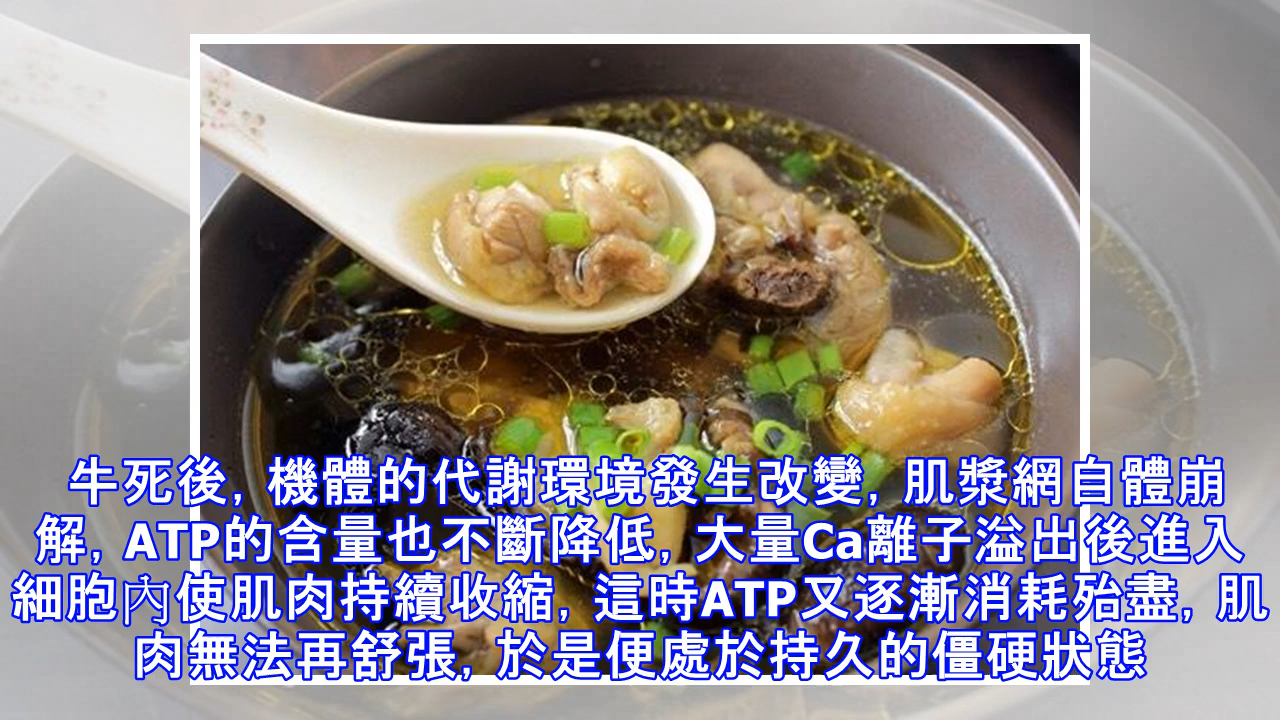 牛死後, 機體的代謝環境發生改變, 肌漿網自體崩
解, ATP的含量也不斷降低, 大量Ca離子溢出後進入
細胞內使肌肉持續收縮, 這時ATP又逐漸消耗殆盡, 肌
肉無法再舒張, 於是便處於持久的僵硬狀態